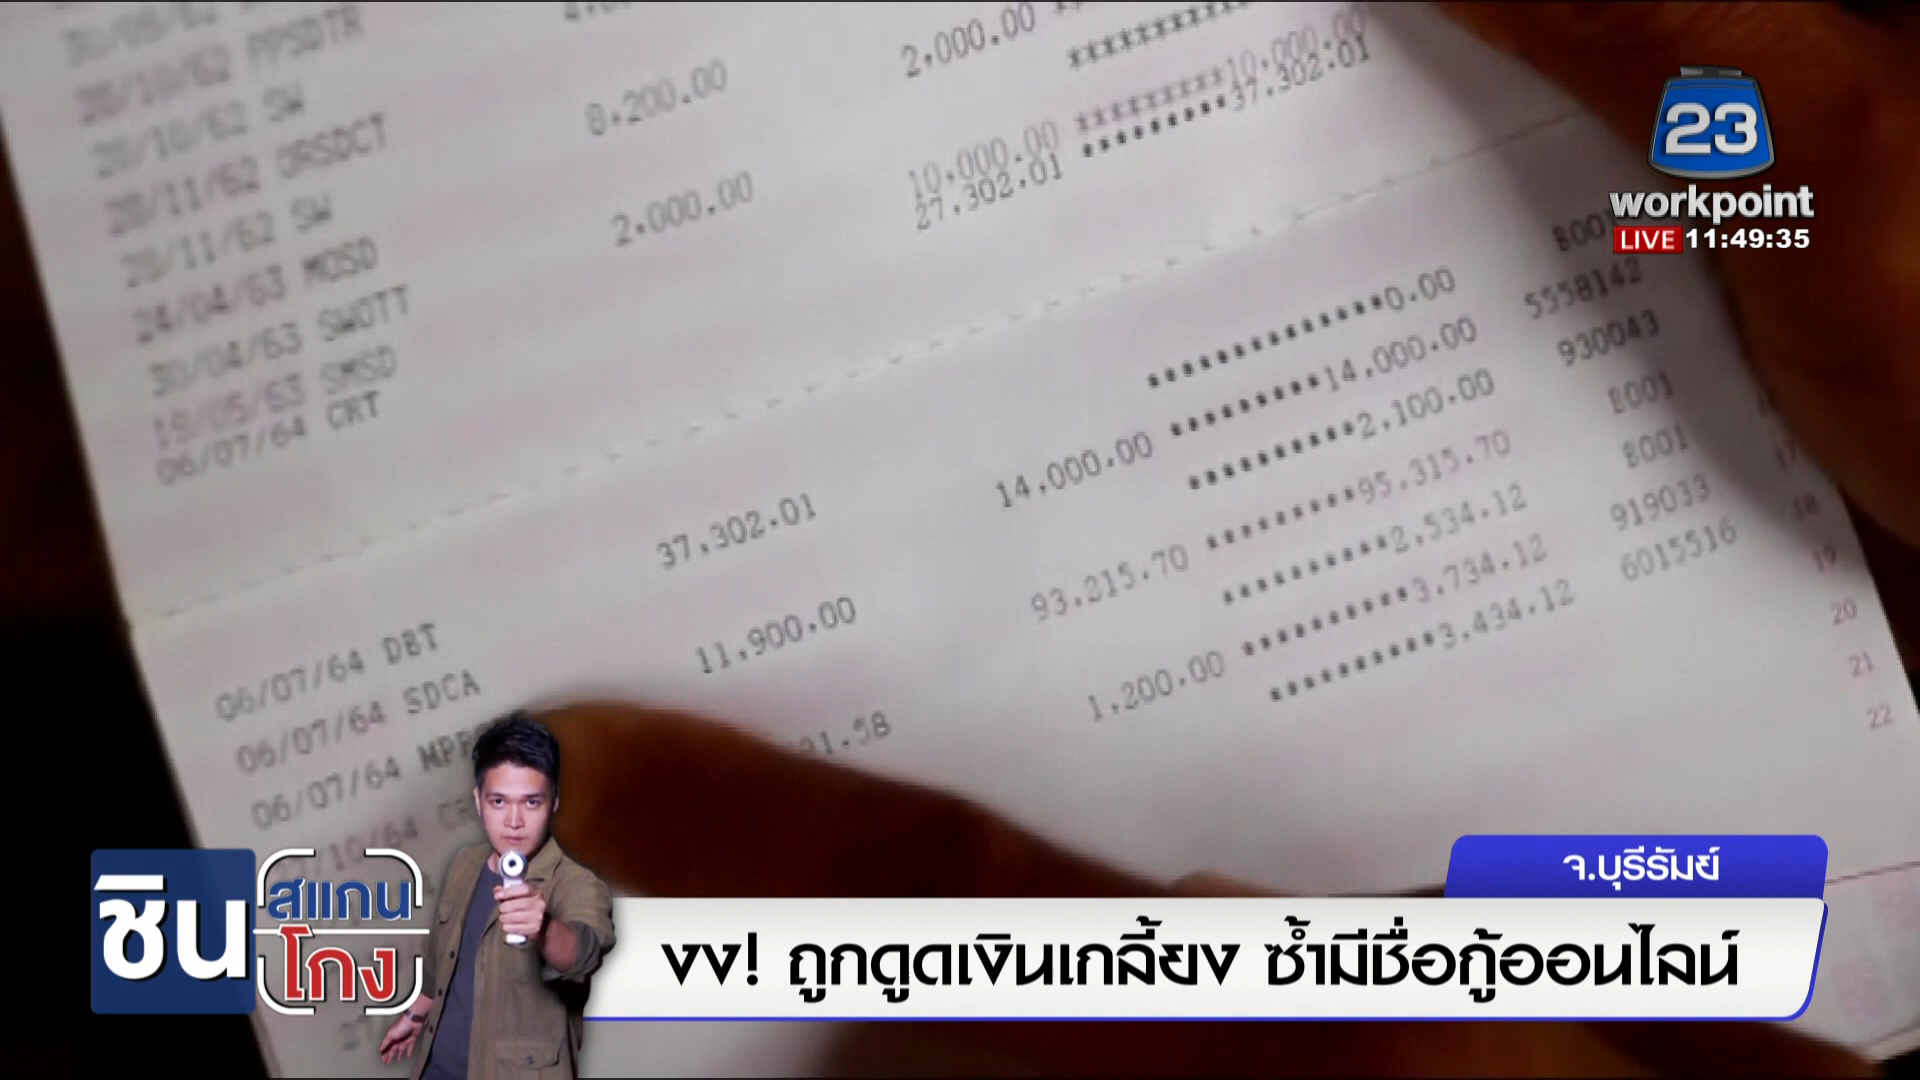 28/10/62 PPSDTR
28/10/62 SW 8,200.00 2,000.00
28/11/62 ORSDCT
28/11/62 SW 2,000.00 10,000.00 *********10,000.00
24/04/63 MOSD 27,302.01 *********37,302.01
30/04/63 SWOTT
19/05/63 SMSD
06/07/64 CRT
06/07/64 DBT 37,302.01 *************0.00 B001
06/07/64 SDCA 14,000.00 *********14,000.00 5558142
11,900.00 **********2,100.00 930043
93,215.70 *********95,315.70 B001
**********2,534.12 B001
1,200.00 **********3,734.12 919033
**********3,434.12 6015516
18
19
20
21
22
23
workpoint
LIVE 11:49:35
จ.บุรีรัมย์
ชิน
สแกน
โกง
งง! ถูกดูดเงินเกลี้ยง ซ้ำมีชื่อกู้ออนไลน์